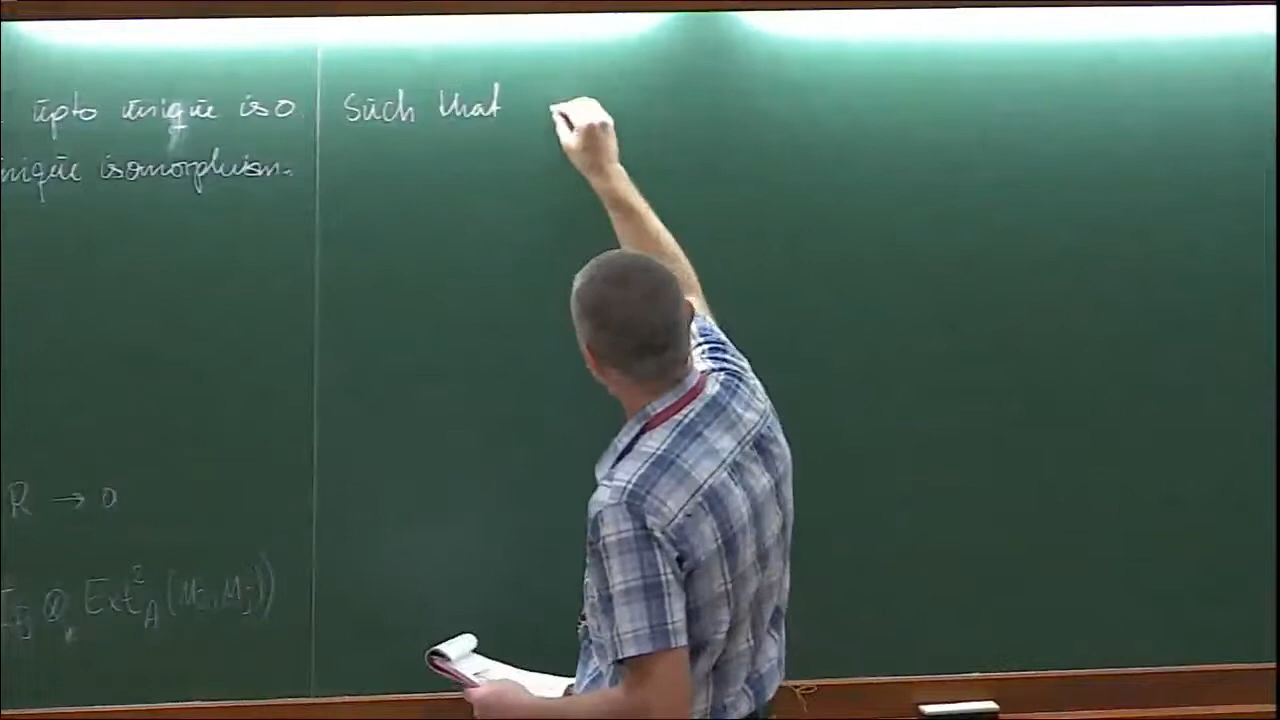 upto unique iso.
unique isomorphism.
R → 0
⊗ Ext²_A (M_i, M_j))
Such that